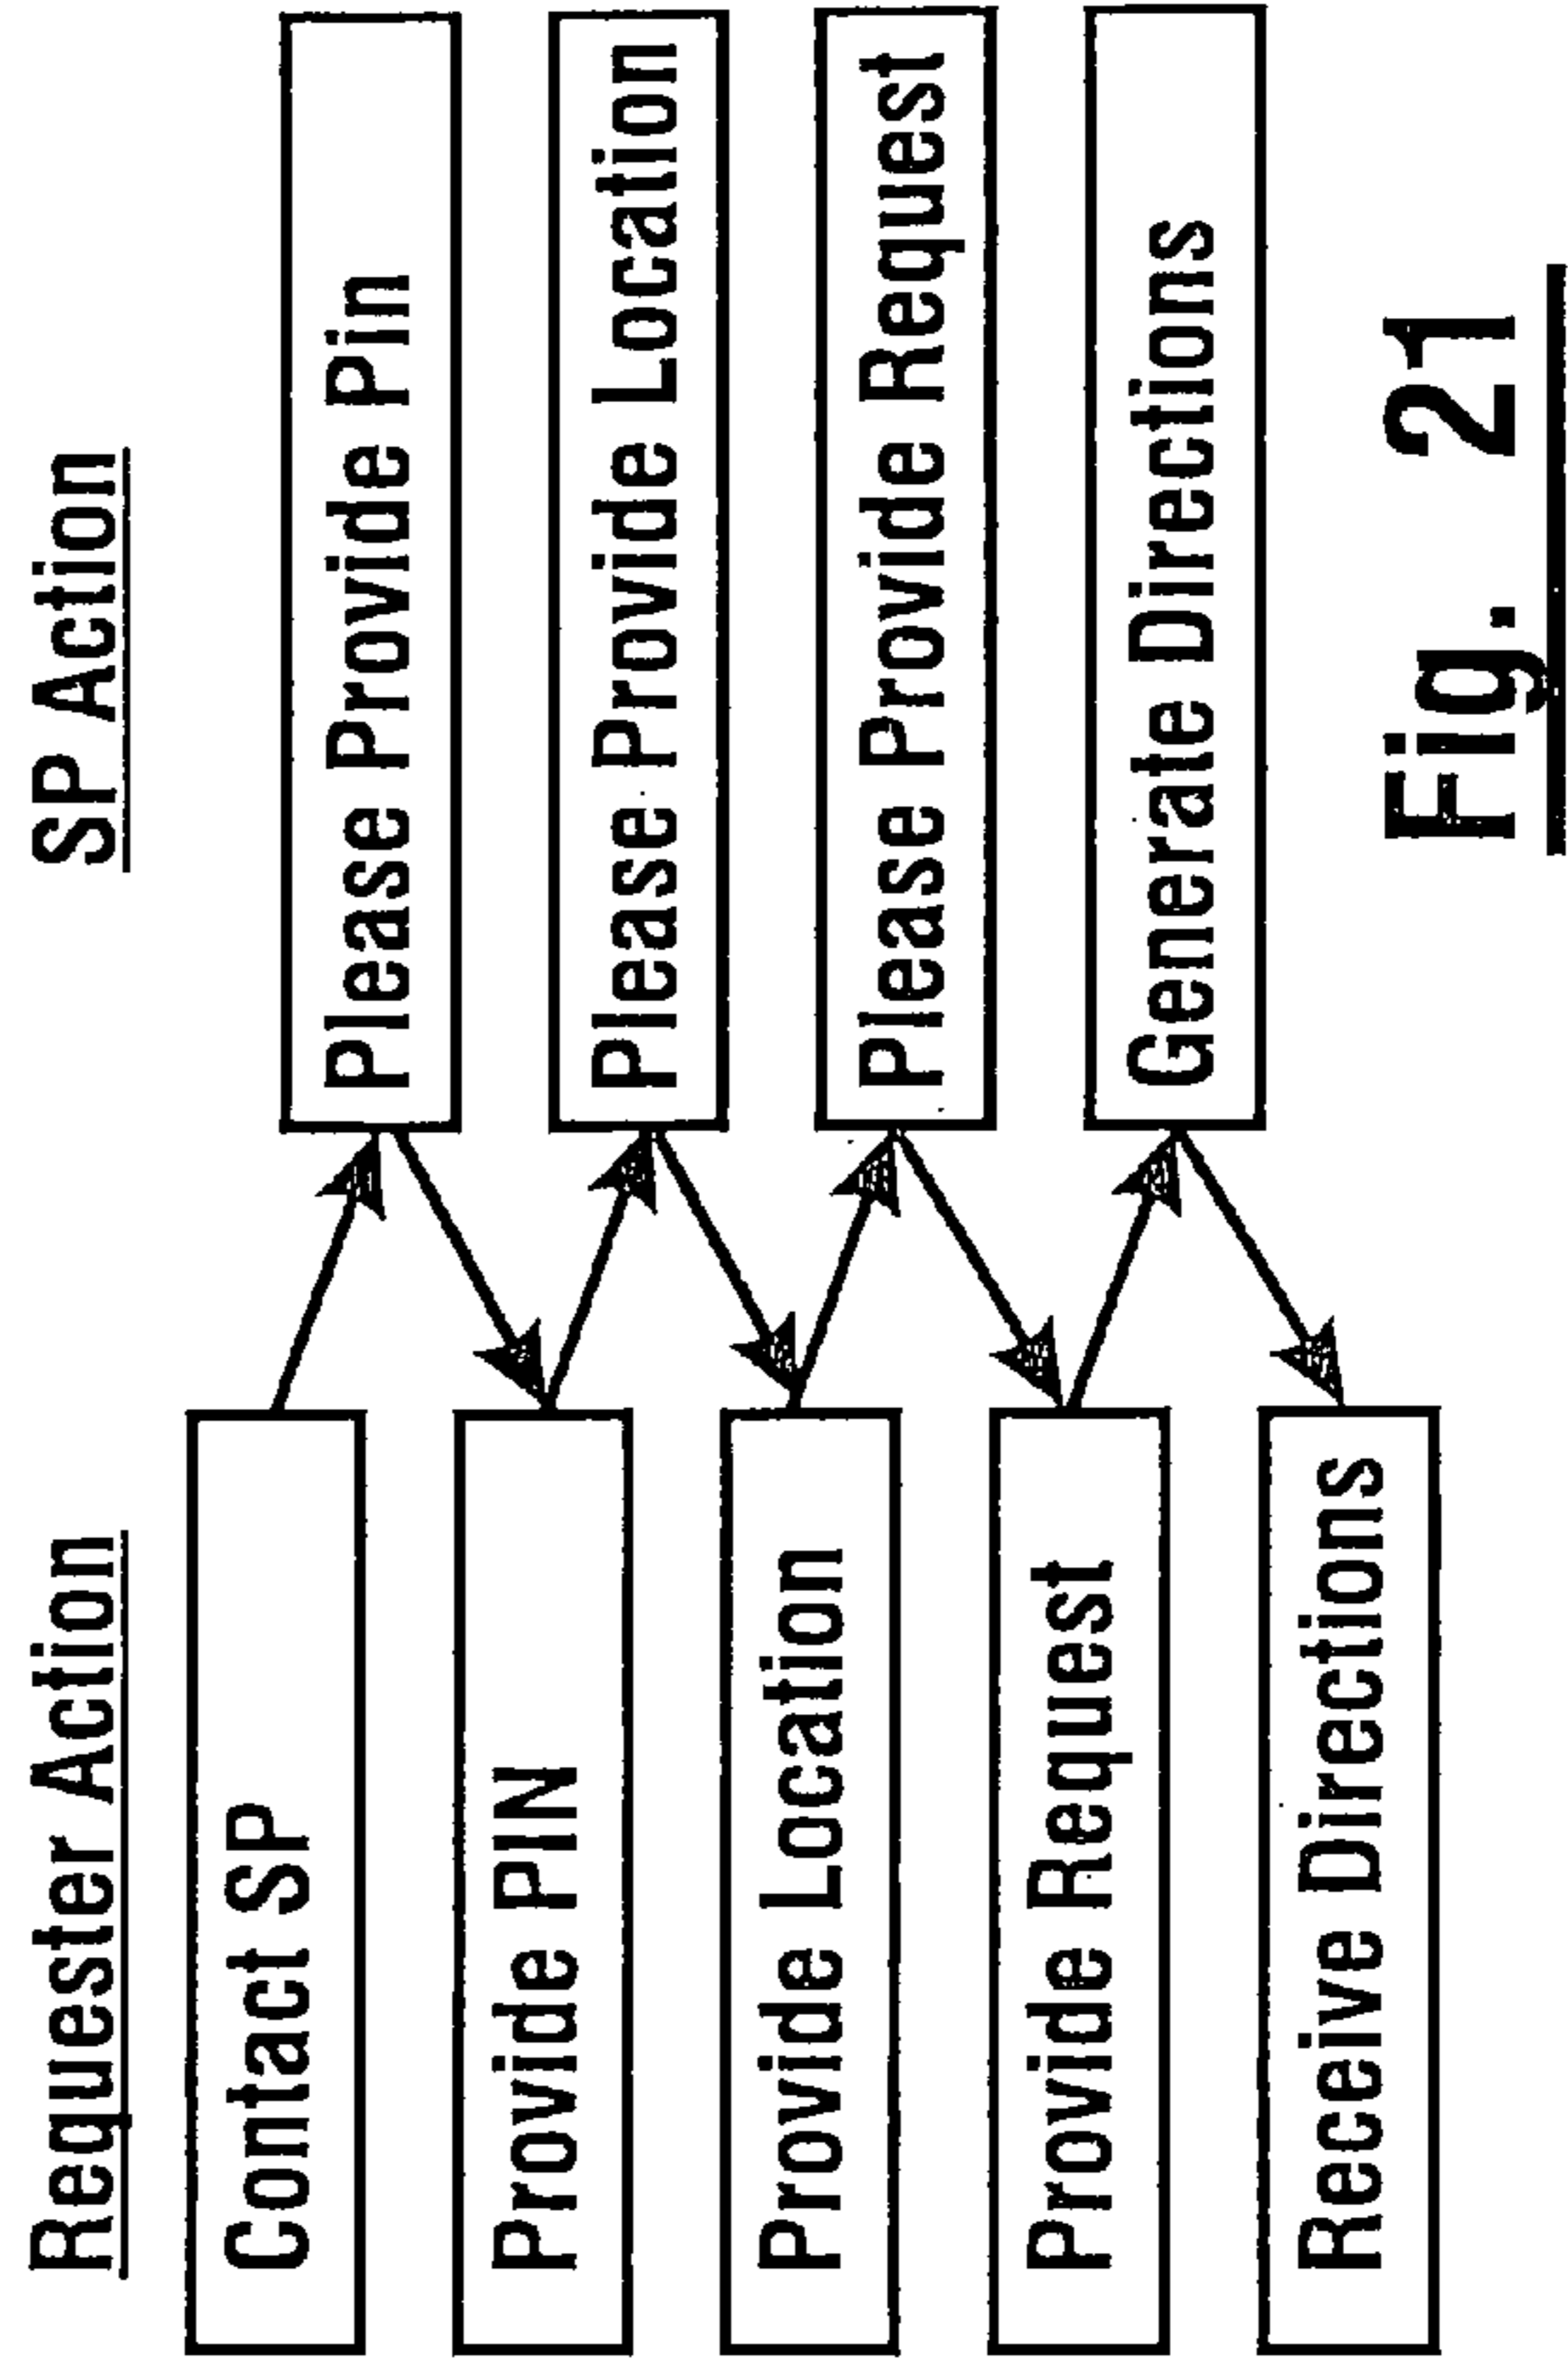 Requester Action
SP Action
Contact SP
Please Provide Pin
Provide PIN
Please Provide Location
Provide Location
Please Provide Request
Provide Request
Generate Directions
Receive Directions
Fig. 21